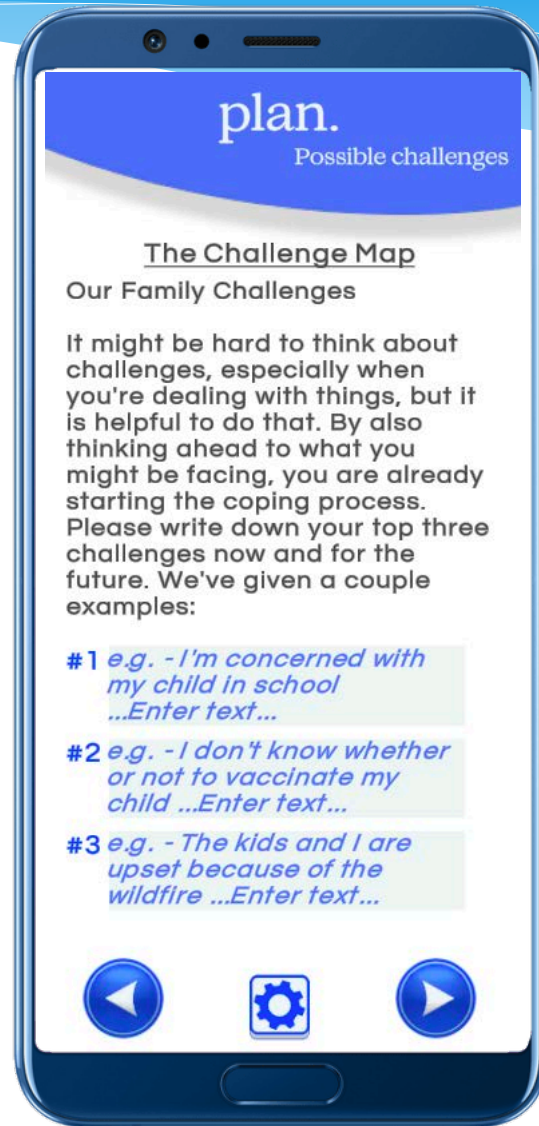 plan.
Possible challenges
The Challenge Map
Our Family Challenges
It might be hard to think about
challenges, especially when
you're dealing with things, but it
is helpful to do that. By also
thinking ahead to what you
might be facing, you are already
starting the coping process.
Please write down your top three
challenges now and for the
future. We've given a couple
examples:
#1 e.g. - I'm concerned with
my child in school
...Enter text...
#2 e.g. - I don't know whether
or not to vaccinate my
child ...Enter text...
#3 e.g. - The kids and I are
upset because of the
wildfire ...Enter text...